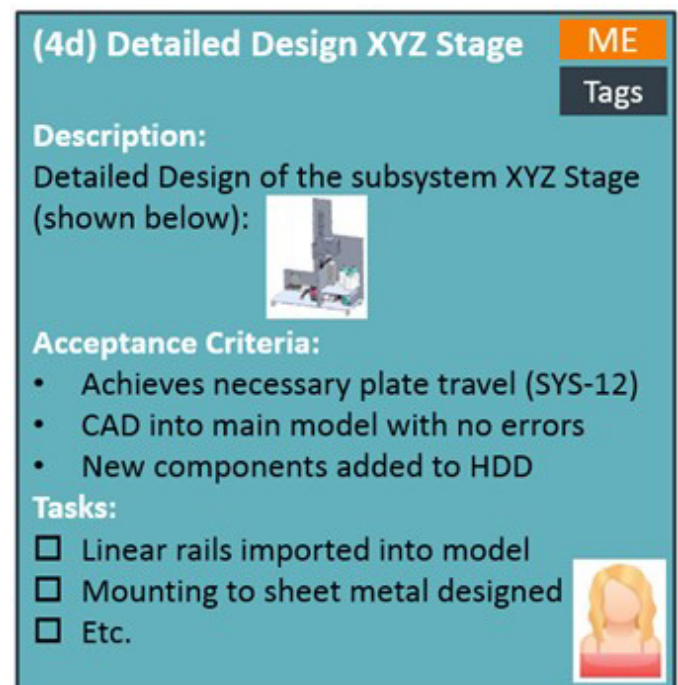 (4d) Detailed Design XYZ Stage
ME
Tags
Description:
Detailed Design of the subsystem XYZ Stage
(shown below):
Acceptance Criteria:
• Achieves necessary plate travel (SYS-12)
• CAD into main model with no errors
• New components added to HDD
Tasks:
☐ Linear rails imported into model
☐ Mounting to sheet metal designed
☐ Etc.